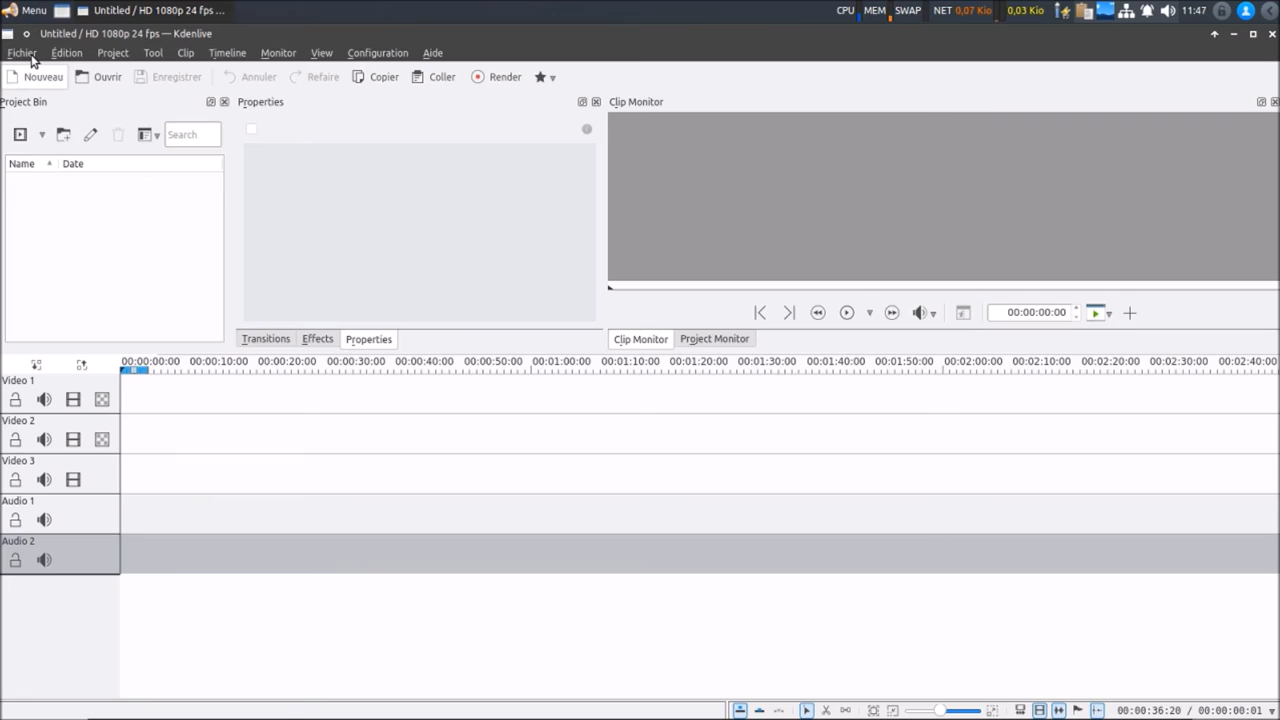 Menu Untitled / HD 1080p 24 fps ... CPU MEM SWAP NET 0,07 Kio 0,03 Kio 11:47
Untitled / HD 1080p 24 fps — Kdenlive
Fichier Édition Project Tool Clip Timeline Monitor View Configuration Aide
Nouveau Ouvrir Enregistrer Annuler Refaire Copier Coller Render
Project Bin Properties Clip Monitor
Search
Name Date
00:00:00:00
Transitions Effects Properties Clip Monitor Project Monitor
00:00:00:00 00:00:10:00 00:00:20:00 00:00:30:00 00:00:40:00 00:00:50:00 00:01:00:00 00:01:10:00 00:01:20:00 00:01:30:00 00:01:40:00 00:01:50:00 00:02:00:00 00:02:10:00 00:02:20:00 00:02:30:00 00:02:40:00
Video 1
Video 2
Video 3
Audio 1
Audio 2
00:00:36:20 / 00:00:00:01